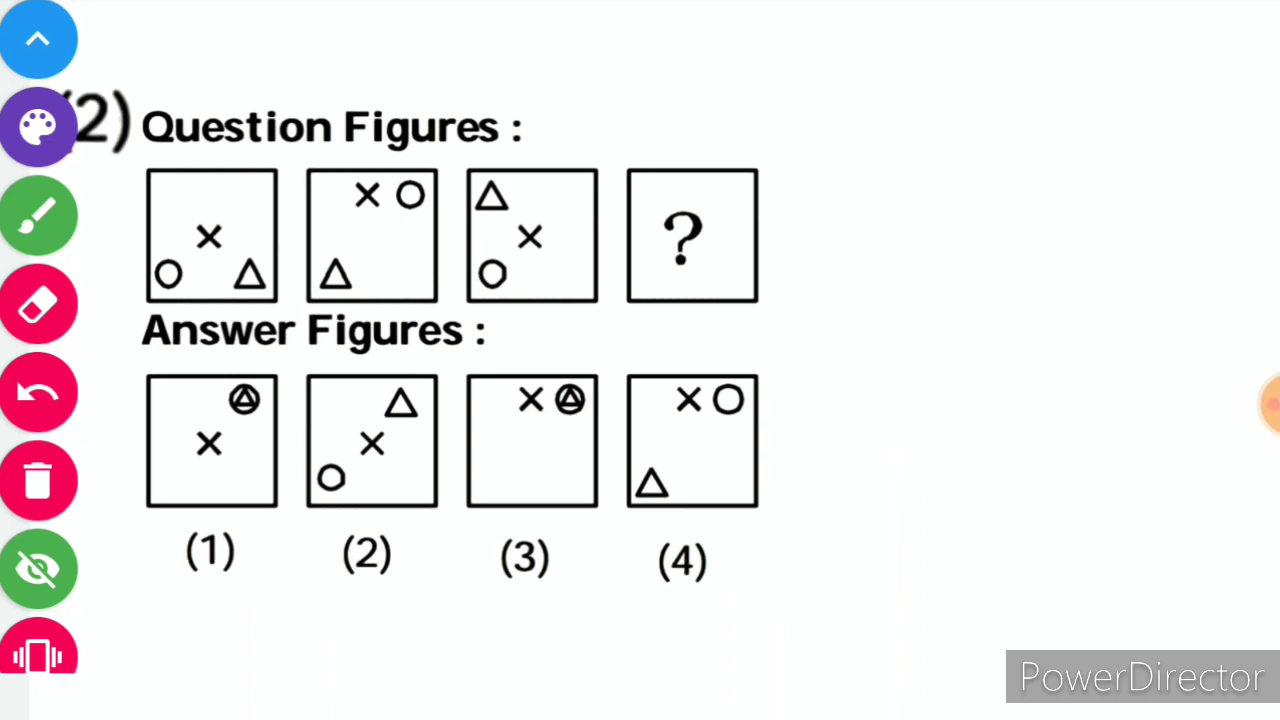 (2) Question Figures :
?
Answer Figures :
(1) (2) (3) (4)
PowerDirector